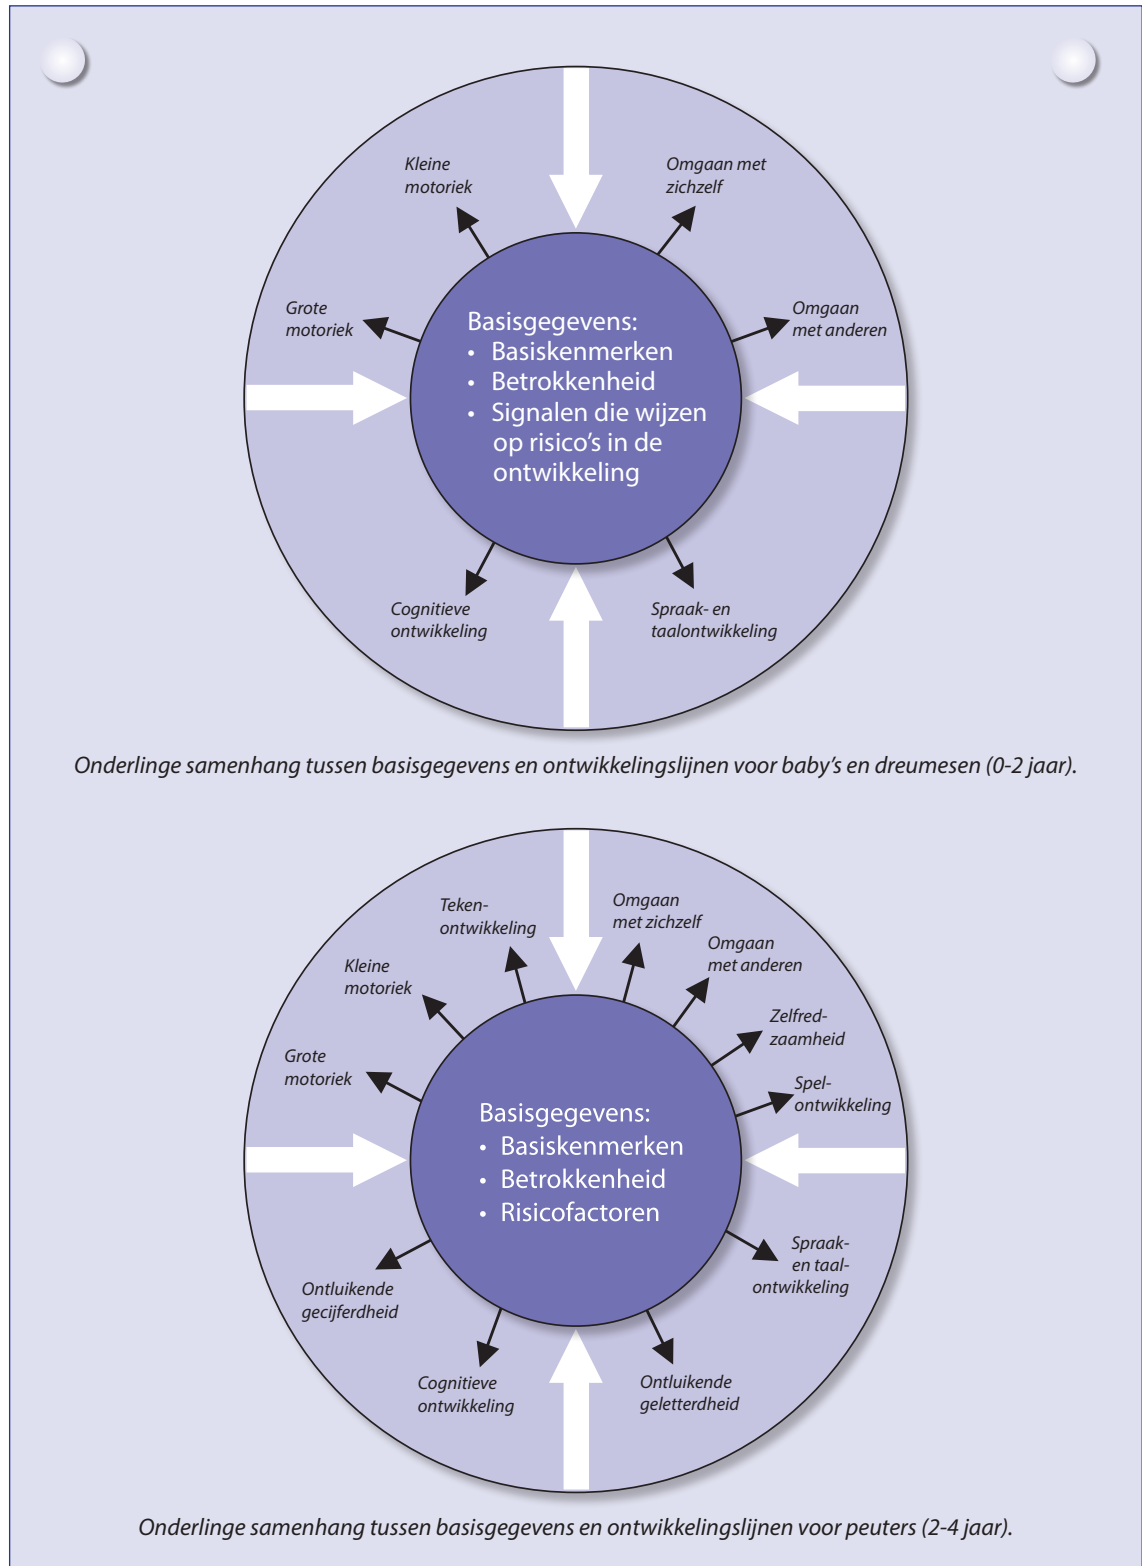 Kleine
motoriek
Omgaan met
zichzelf
Grote
motoriek
Omgaan
met anderen
Basisgegevens:
• Basiskenmerken
• Betrokkenheid
• Signalen die wijzen
op risico's in de
ontwikkeling
Cognitieve
ontwikkeling
Spraak- en
taalontwikkeling
Onderlinge samenhang tussen basisgegevens en ontwikkelingslijnen voor baby's en dreumesen (0-2 jaar).
Teken-
ontwikkeling
Omgaan
met zichzelf
Kleine
motoriek
Omgaan
met anderen
Grote
motoriek
Zelfred-
zaamheid
Spel-
ontwikkeling
Basisgegevens:
• Basiskenmerken
• Betrokkenheid
• Risicofactoren
Spraak-
en taal-
ontwikkeling
Ontluikende
gecijferdheid
Cognitieve
ontwikkeling
Ontluikende
geletterdheid
Onderlinge samenhang tussen basisgegevens en ontwikkelingslijnen voor peuters (2-4 jaar).